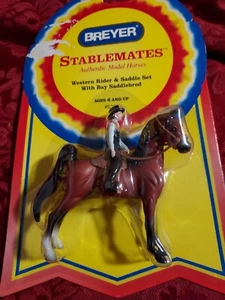 BREYER
STABLEMATES
Authentic Model Horses
Western Rider & Saddle Set
With Bay Saddlebred
AGES 4 AND UP